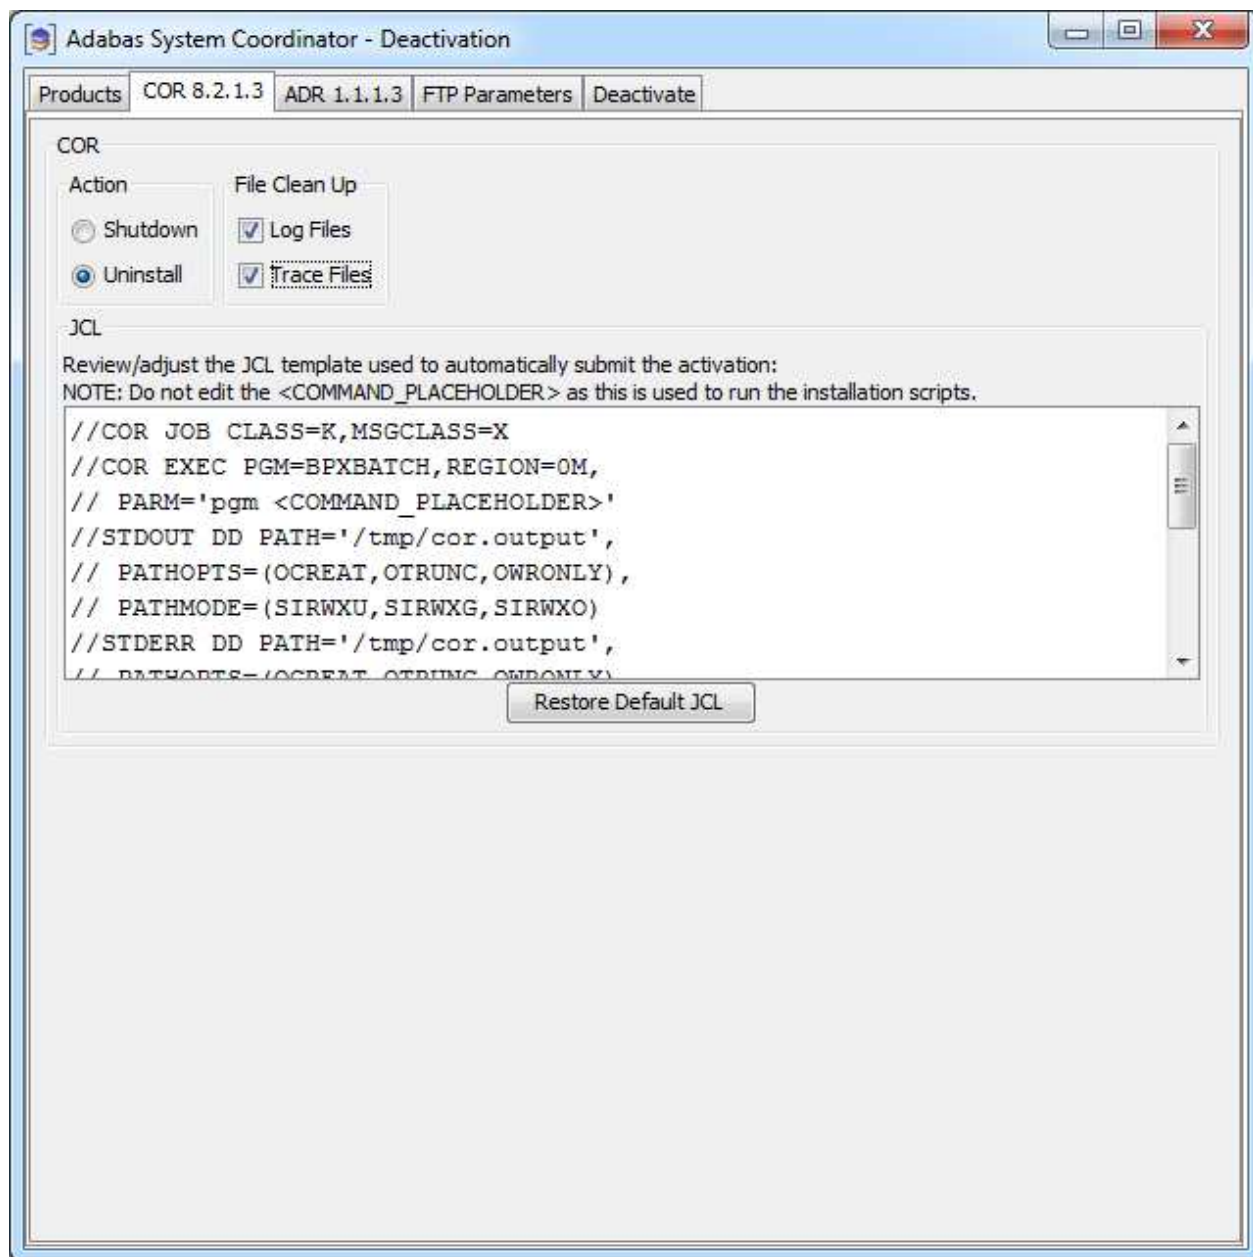 Adabas System Coordinator - Deactivation
Products COR 8.2.1.3 ADR 1.1.1.3 FTP Parameters Deactivate
COR
Action File Clean Up
Shutdown Log Files
Uninstall Trace Files
JCL
Review/adjust the JCL template used to automatically submit the activation:
NOTE: Do not edit the <COMMAND_PLACEHOLDER> as this is used to run the installation scripts.
//COR JOB CLASS=K,MSGCLASS=X
//COR EXEC PGM=BPXBATCH,REGION=0M,
// PARM='pgm <COMMAND_PLACEHOLDER>'
//STDOUT DD PATH='/tmp/cor.output',
// PATHOPTS=(OCREAT,OTRUNC,OWRONLY),
// PATHMODE=(SIRWXU,SIRWXG,SIRWXO)
//STDERR DD PATH='/tmp/cor.output',
// PATHOPTS=(OCREAT,OTRUNC,OWRONLY),
Restore Default JCL